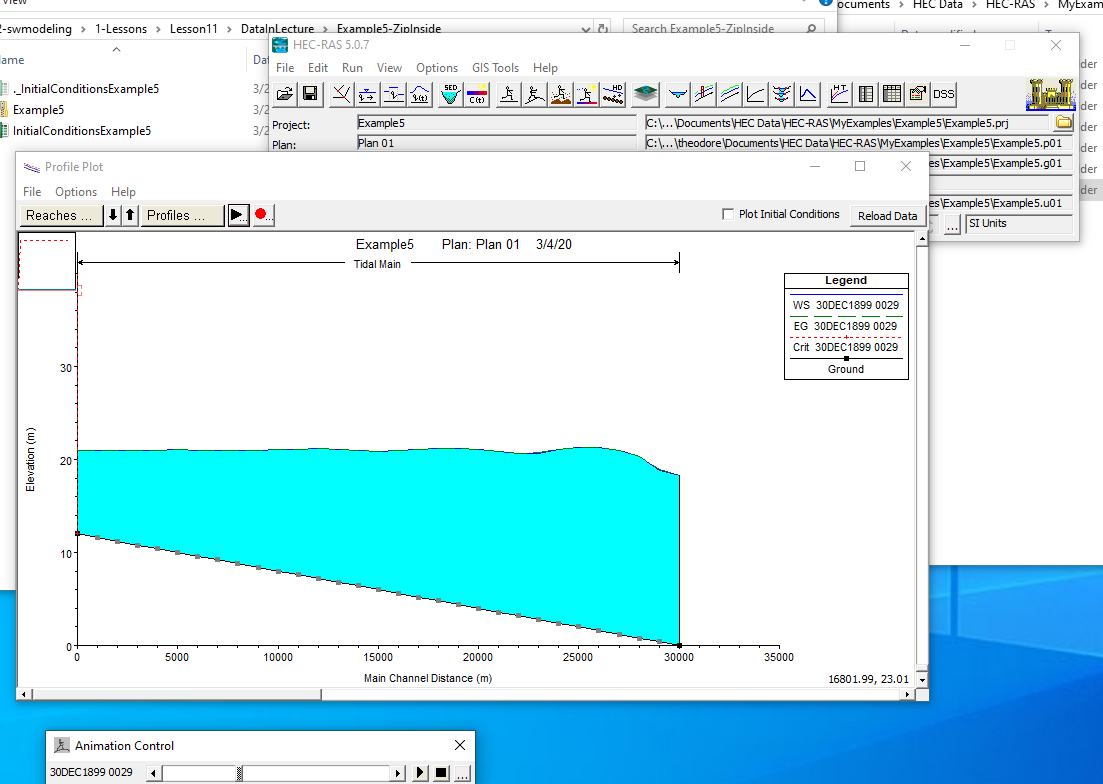 View
ocuments > HEC Data > HEC-RAS > MyExam
2-swmodeling > 1-Lessons > Lesson11 > DataInLecture > Example5-ZipInside
Search Example5-ZipInside
HEC-RAS 5.0.7
ame
Da
File Edit Run View Options GIS Tools Help
._InitialConditionsExample5
3/2
Example5
3/2
InitialConditionsExample5
3/2
SED
C(t)
HD
HT
DSS
der
der
der
der
der
der
der
Project:
Example5
C:\...\Documents\HEC Data\HEC-RAS\MyExamples\Example5\Example5.prj
Plan:
Plan 01
C:\...\theodore\Documents\HEC Data\HEC-RAS\MyExamples\Example5\Example5.p01
es\Example5\Example5.g01
es\Example5\Example5.u01
... SI Units
Profile Plot
File Options Help
Reaches ...
Profiles ...
Plot Initial Conditions
Reload Data
Example5 Plan: Plan 01 3/4/20
Tidal Main
Legend
WS 30DEC1899 0029
EG 30DEC1899 0029
Crit 30DEC1899 0029
Ground
Elevation (m)
30
20
10
0
0 5000 10000 15000 20000 25000 30000 35000
Main Channel Distance (m)
16801.99, 23.01
Animation Control
30DEC1899 0029
...